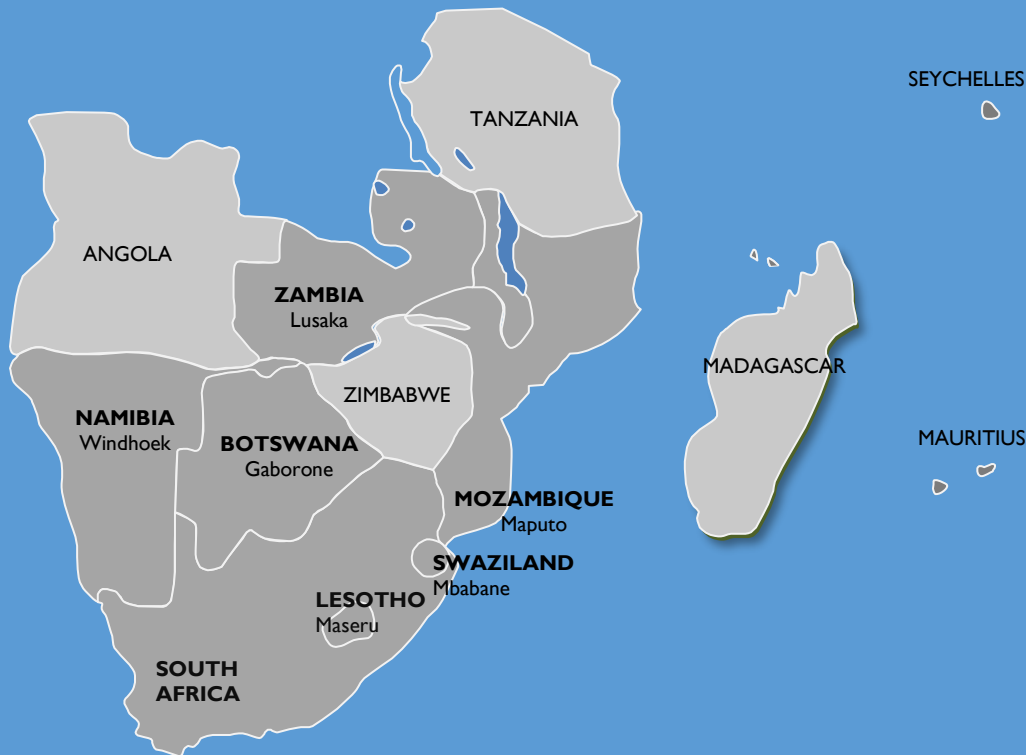 SEYCHELLES
TANZANIA
ANGOLA
ZAMBIA
Lusaka
MADAGASCAR
ZIMBABWE
NAMIBIA
Windhoek
BOTSWANA
Gaborone
MAURITIUS
MOZAMBIQUE
Maputo
SWAZILAND
Mbabane
LESOTHO
Maseru
SOUTH
AFRICA